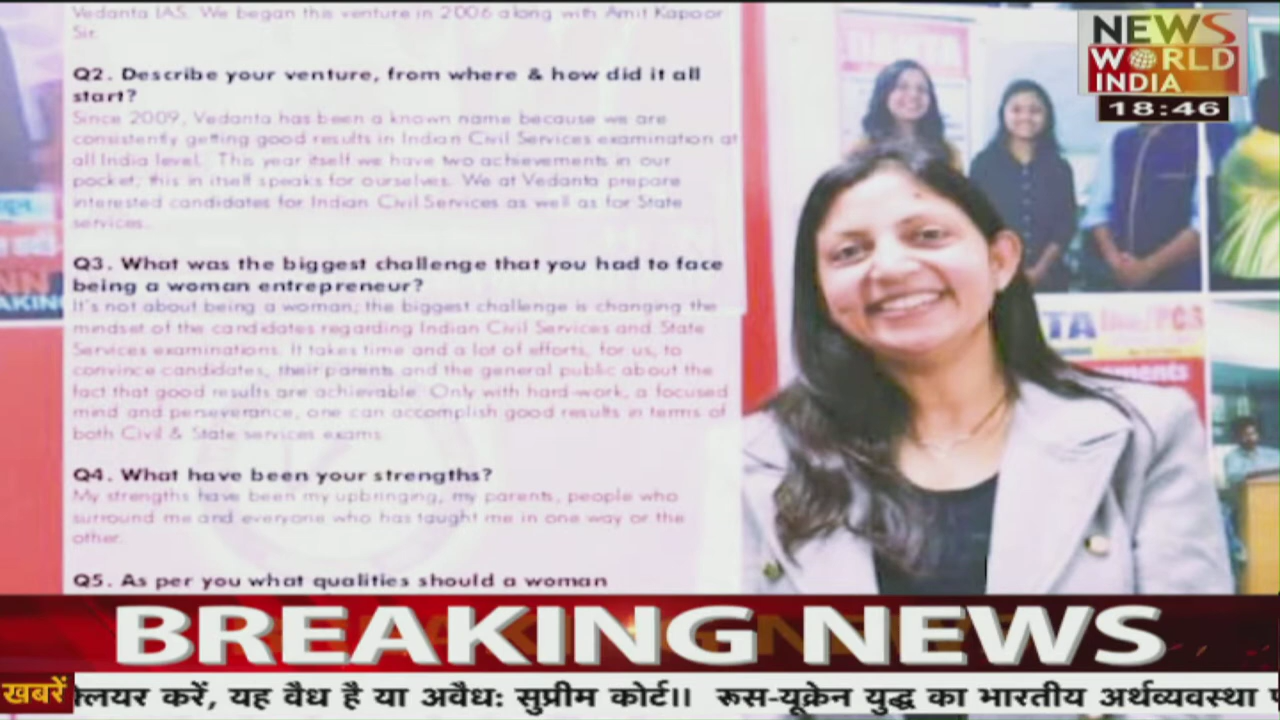 Vedanta IAS. We began this venture in 2006 along with Amit Kapoor
Sir.
Q2. Describe your venture, from where & how did it all
start?
Since 2009, Vedanta has been a known because we are
consistently getting good results in Indian Civil Services examination at
all India level. This year itself we have two achievements in our
pocket; this in itself speaks for ourselves. We at Vedanta prepare
interested candidates for Indian Civil Services as well as for State
services.
Q3. What was the biggest challenge that you had to face
being a woman entrepreneur?
It's not about being a woman; the biggest challenge is changing the
mindset of the candidates regarding Indian Civil Services and State
Services examinations. It takes time and a lot of efforts, for us, to
convince candidates, their parents and the general public about the
fact that good results are achievable. Only with hard-work, a focused
mind and perseverance, one can accomplish good results in terms of
both Civil & State services exams.
Q4. What have been your strengths?
My strengths have been my upbringing, my parents, people who
surround me and everyone who has taught me in one way or the
other.
Q5. As per you what qualities should a woman
NEWS
WORLD
INDIA
18:46
BREAKING NEWS
खबरें
लयर करें, यह वैध है या अवैध: सुप्रीम कोर्ट।। रूस-यूक्रेन युद्ध का भारतीय अर्थव्यवस्था